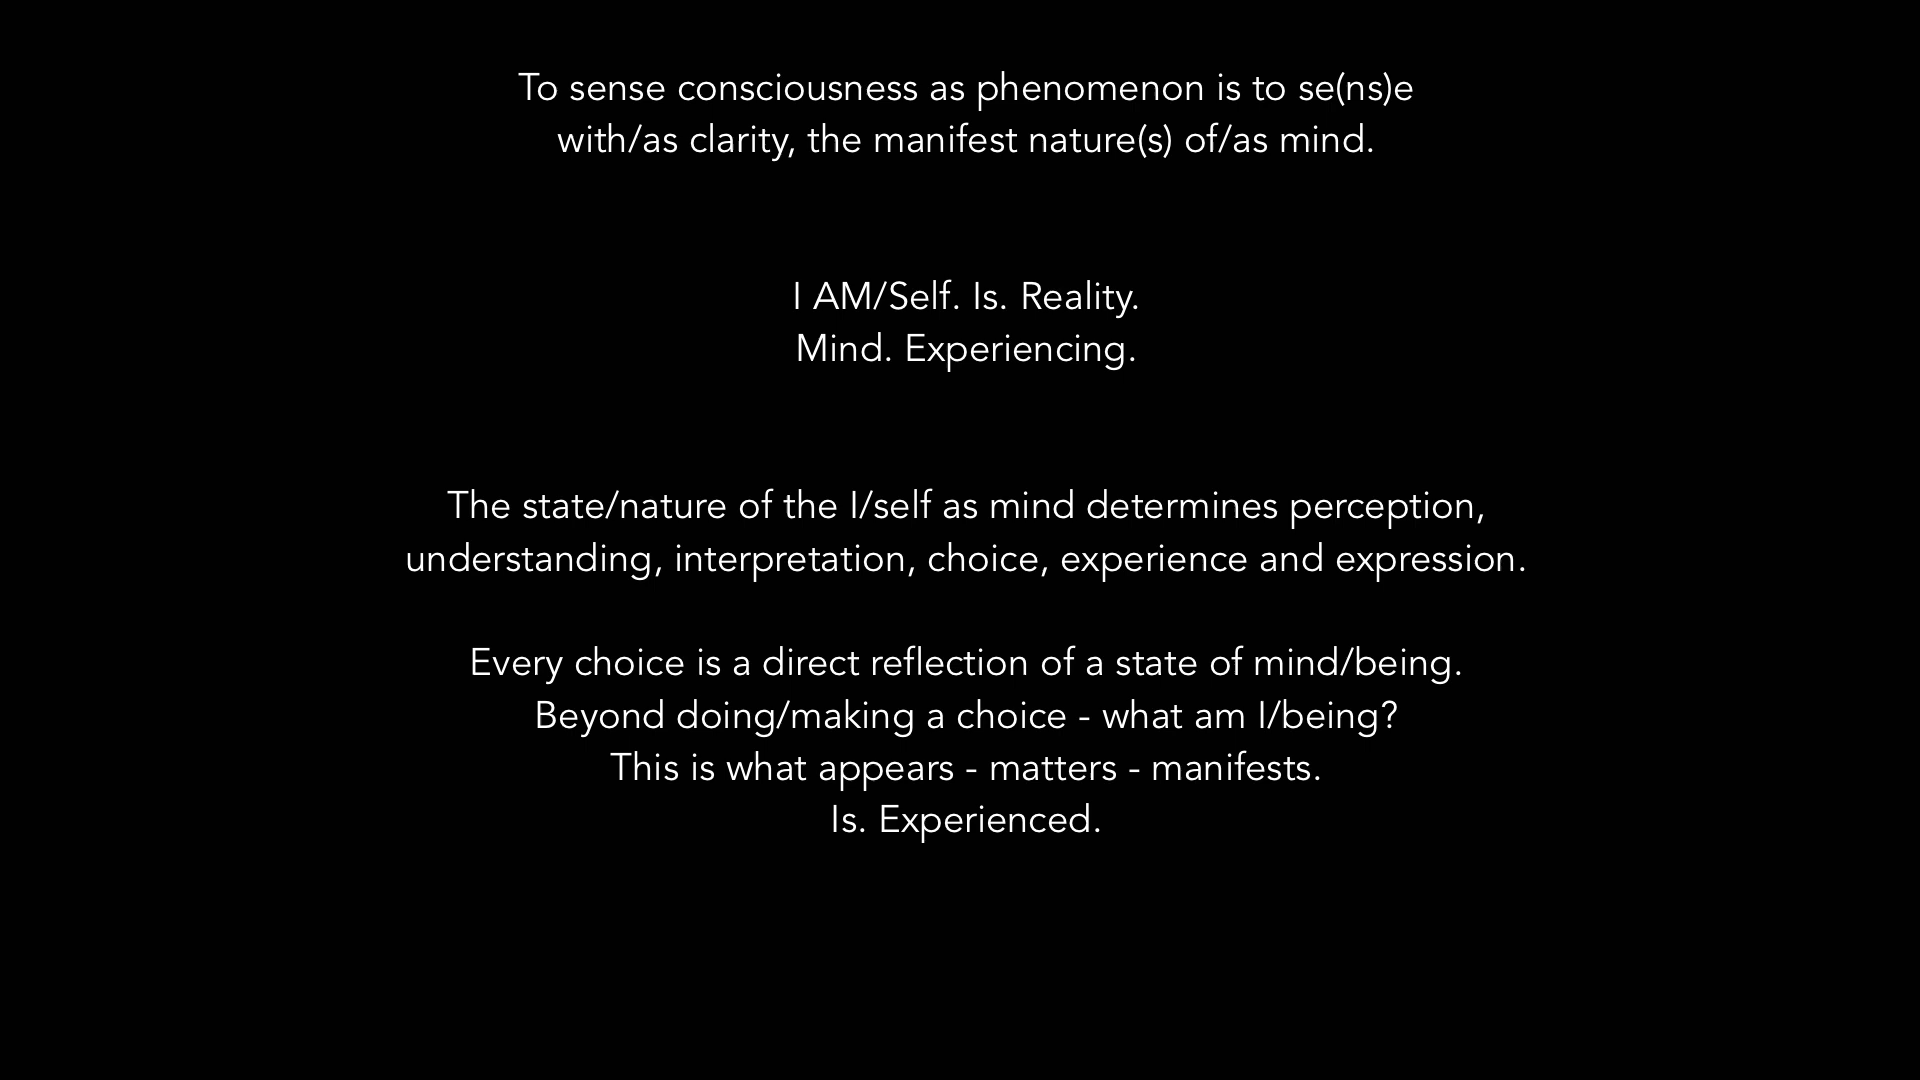 To sense consciousness as phenomenon is to se(ns)e
with/as clarity, the manifest nature(s) of/as mind.
I AM/Self. Is. Reality.
Mind. Experiencing.
The state/nature of the I/self as mind determines perception,
understanding, interpretation, choice, experience and expression.
Every choice is a direct reflection of a state of mind/being.
Beyond doing/making a choice - what am I/being?
This is what appears - matters - manifests.
Is. Experienced.